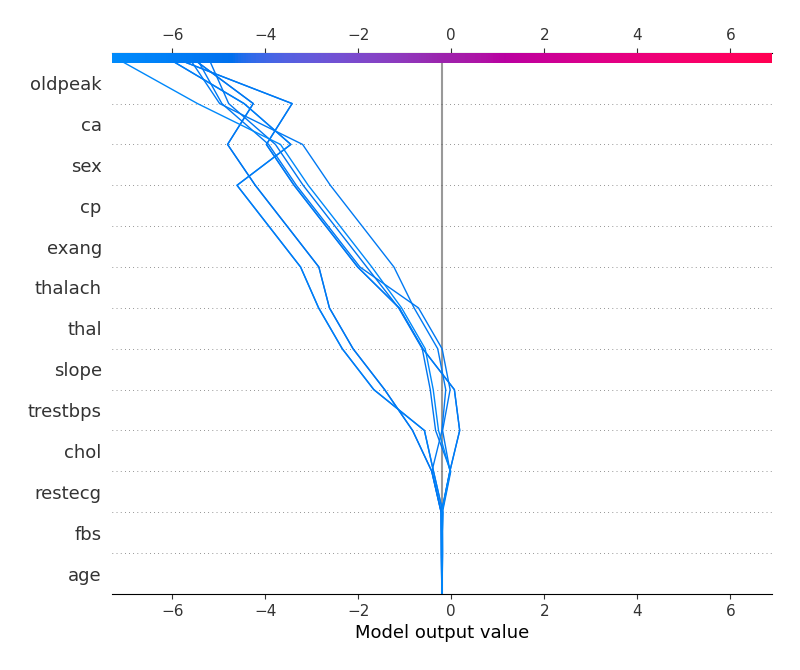 −6 −4 −2 0 2 4 6
oldpeak
ca
sex
cp
exang
thalach
thal
slope
trestbps
chol
restecg
fbs
age
−6 −4 −2 0 2 4 6
Model output value